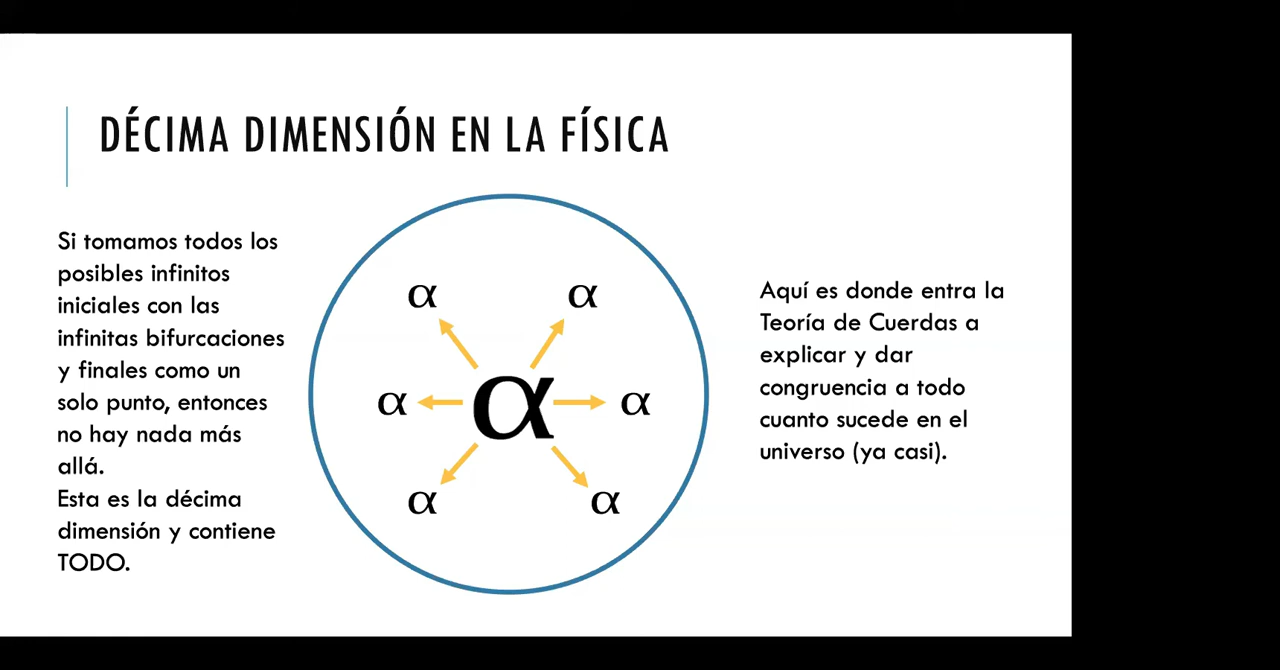 DÉCIMA DIMENSIÓN EN LA FÍSICA
Si tomamos todos los
posibles infinitos
iniciales con las
infinitas bifurcaciones
y finales como un
solo punto, entonces
no hay nada más
allá.
Esta es la décima
dimensión y contiene
TODO.
α α
α α α
α α
Aquí es donde entra la
Teoría de Cuerdas a
explicar y dar
congruencia a todo
cuanto sucede en el
universo (ya casi).